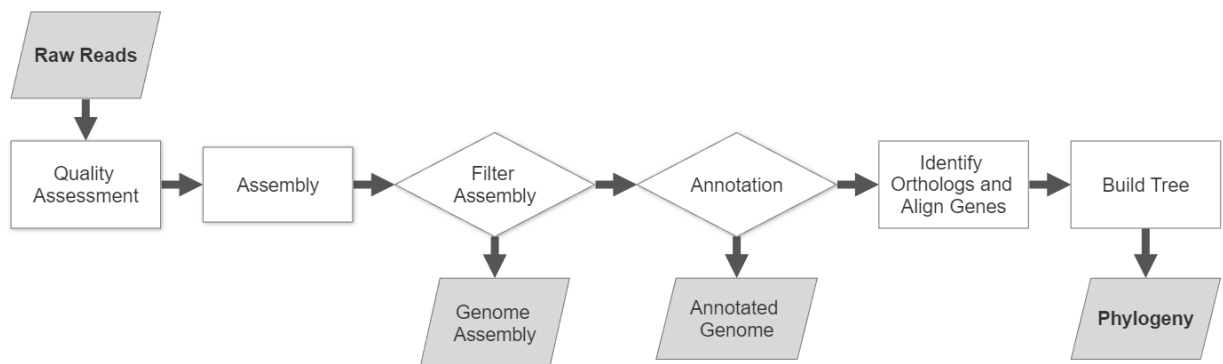 Raw Reads
Quality
Assessment
Assembly
Filter
Assembly
Annotation
Identify
Orthologs and
Align Genes
Build Tree
Genome
Assembly
Annotated
Genome
Phylogeny